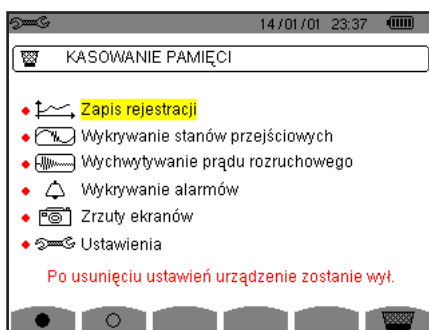 14/01/01 23:37
KASOWANIE PAMIĘCI
Zapis rejestracji
Wykrywanie stanów przejściowych
Wychwytywanie prądu rozruchowego
Wykrywanie alarmów
Zrzuty ekranów
Ustawienia
Po usunięciu ustawień urządzenie zostanie wył.